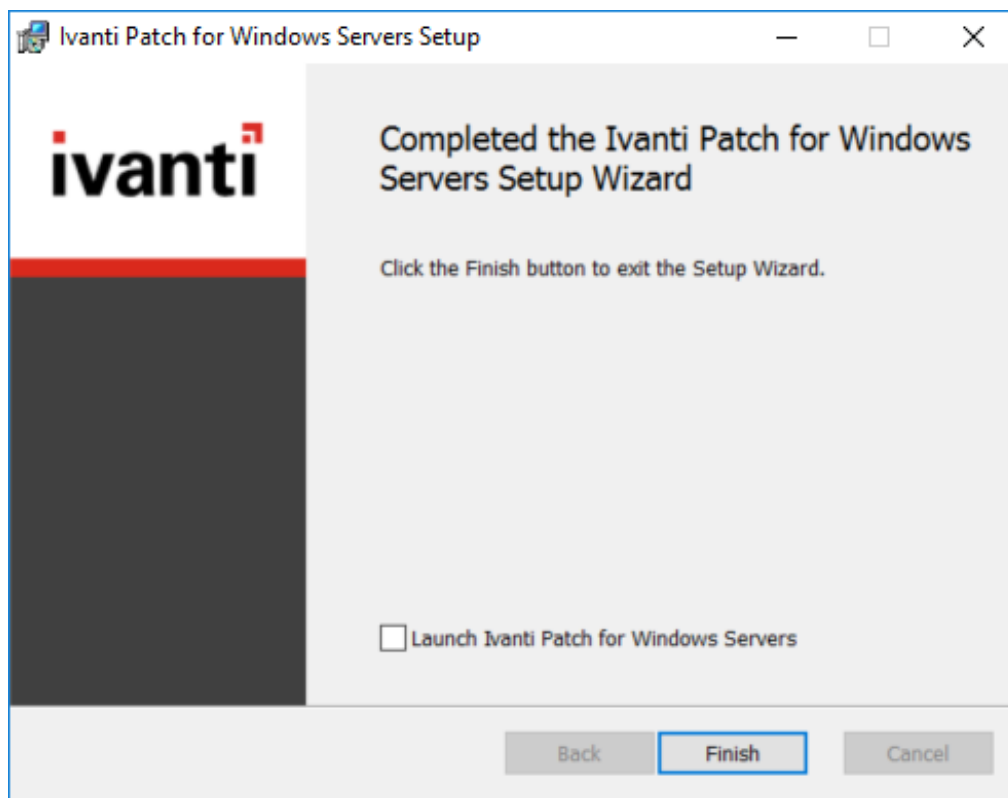 Ivanti Patch for Windows Servers Setup
ivanti
Completed the Ivanti Patch for Windows
Servers Setup Wizard
Click the Finish button to exit the Setup Wizard.
Launch Ivanti Patch for Windows Servers
Back
Finish
Cancel